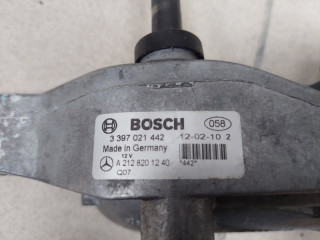 BOSCH 058
3 397 021 442 12-02-10 2
Made in Germany
12 V
A 212 820 12 40 "442"
Q07